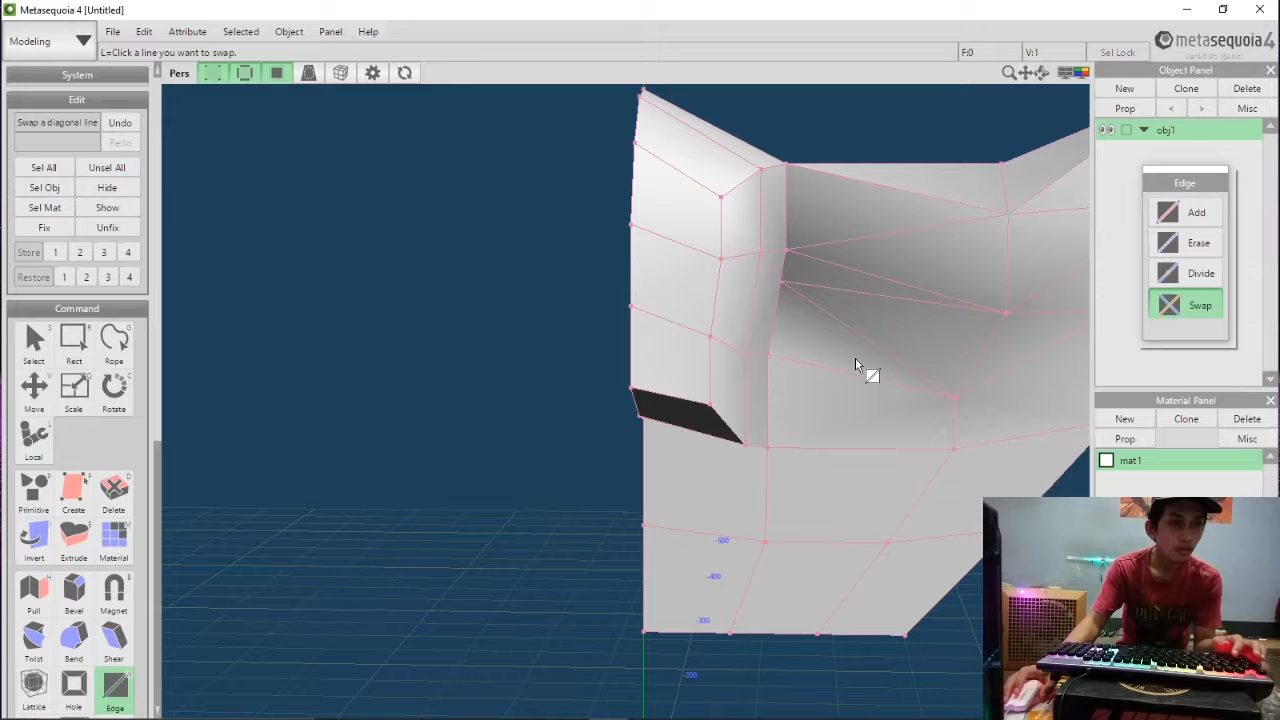 Metasequoia 4 [Untitled]
Modeling
File Edit Attribute Selected Object Panel Help
L=Click a line you want to swap.
F:0 V:1 Sel Lock
metasequoia4
System
Edit
Swap a diagonal line Undo
Redo
Sel All Unsel All
Sel Obj Hide
Sel Mat Show
Fix Unfix
Store 1 2 3 4
Restore 1 2 3 4
Command
Select Rect Rope
Move Scale Rotate
Local
Primitive Create Delete
Invert Extrude Material
Pull Bevel Magnet
Twist Bend Shear
Lattice Hole Edge
Pers
-500
-400
-300
-200
Object Panel
New Clone Delete
Prop < > Misc
obj1
Edge
Add
Erase
Divide
Swap
Material Panel
New Clone Delete
Prop Misc
mat1